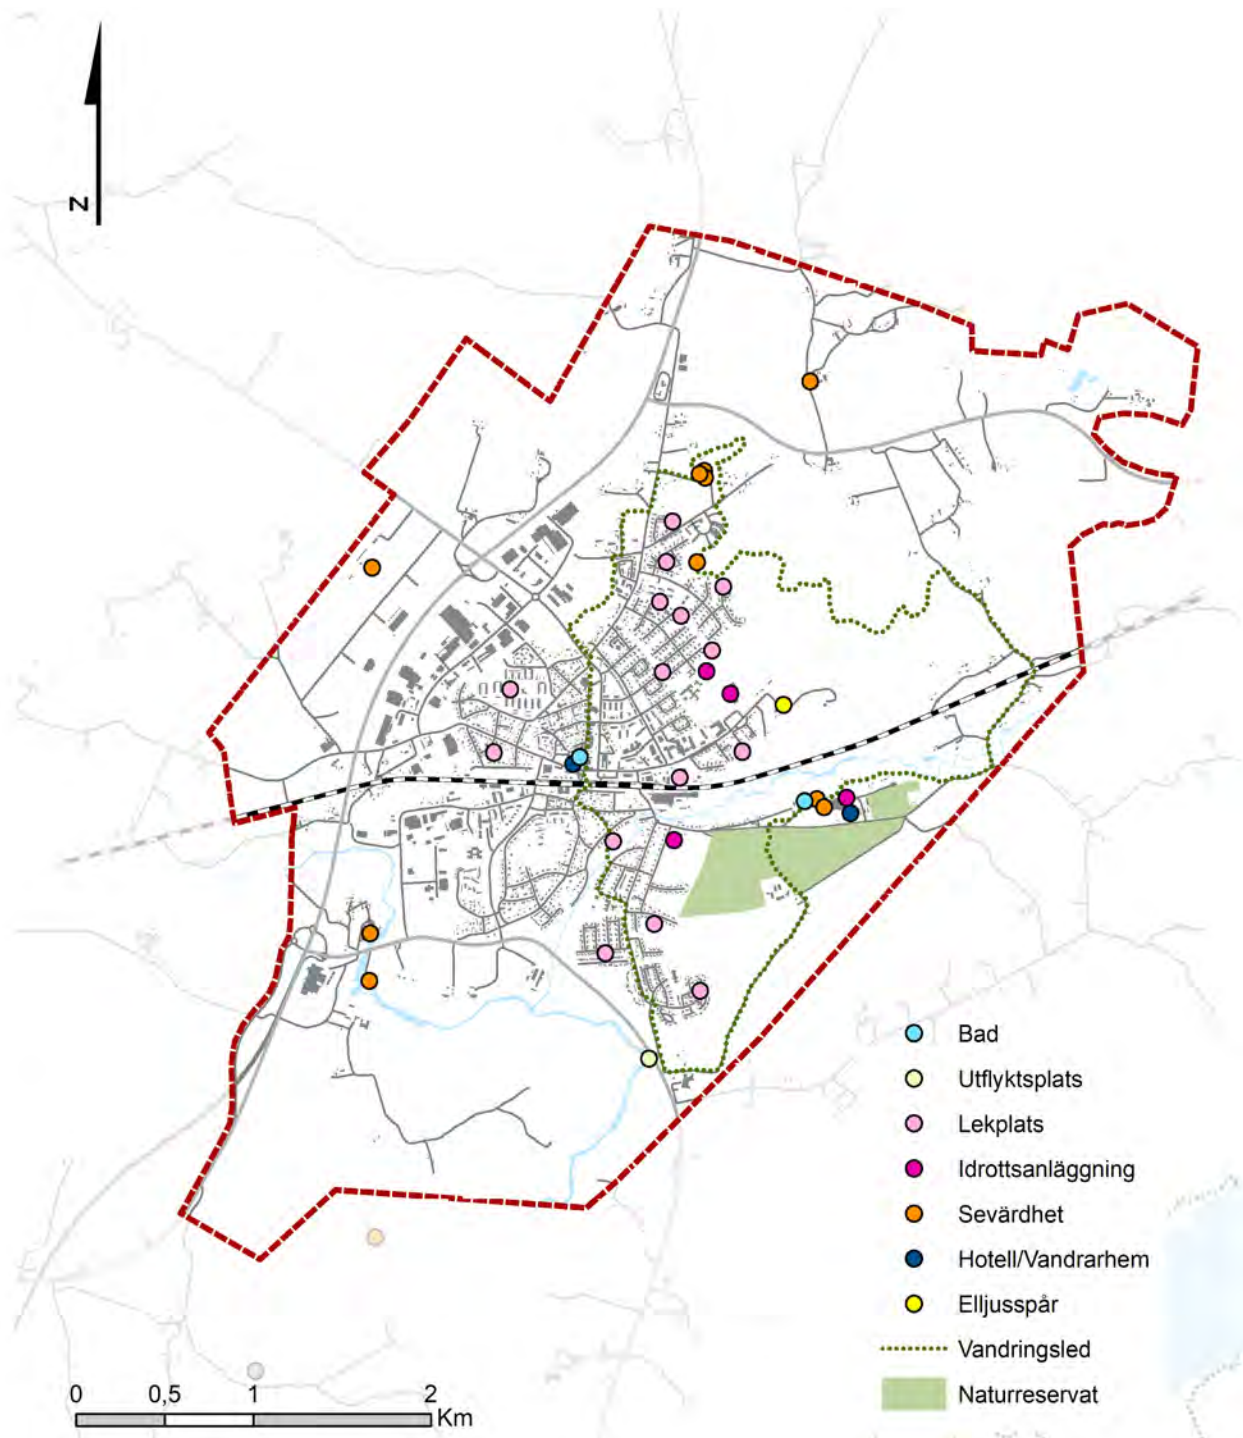 N
Bad
Utflyktsplats
Lekplats
Idrottsanläggning
Sevärdhet
Hotell/Vandrarhem
Elljusspår
Vandringsled
Naturreservat
0 0,5 1 2
Km